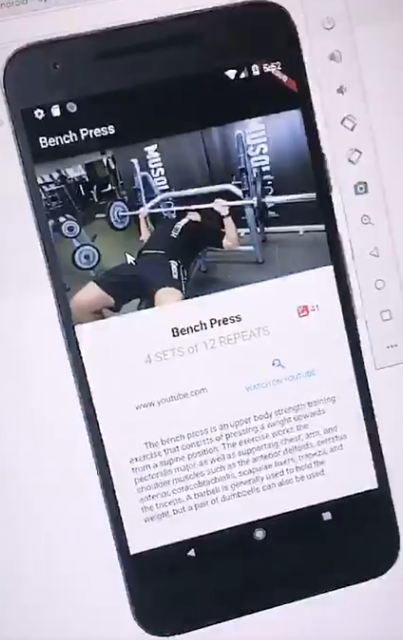 5:52
Bench Press
MUSOL
MUSOL
Bench Press
41
4 SETS of 12 REPEATS
www.youtube.com
WATCH ON YOUTUBE
The bench press is an upper body strength training
exercise that consists of pressing a weight upwards
from a supine position. The exercise works the
pectoralis major as well as supporting chest, arm, and
shoulder muscles such as the anterior deltoids, serratus
anterior, coracobrachialis, scapulae fixers, trapezii, and
the triceps. A barbell is generally used to hold the
weight, but a pair of dumbbells can also be used.